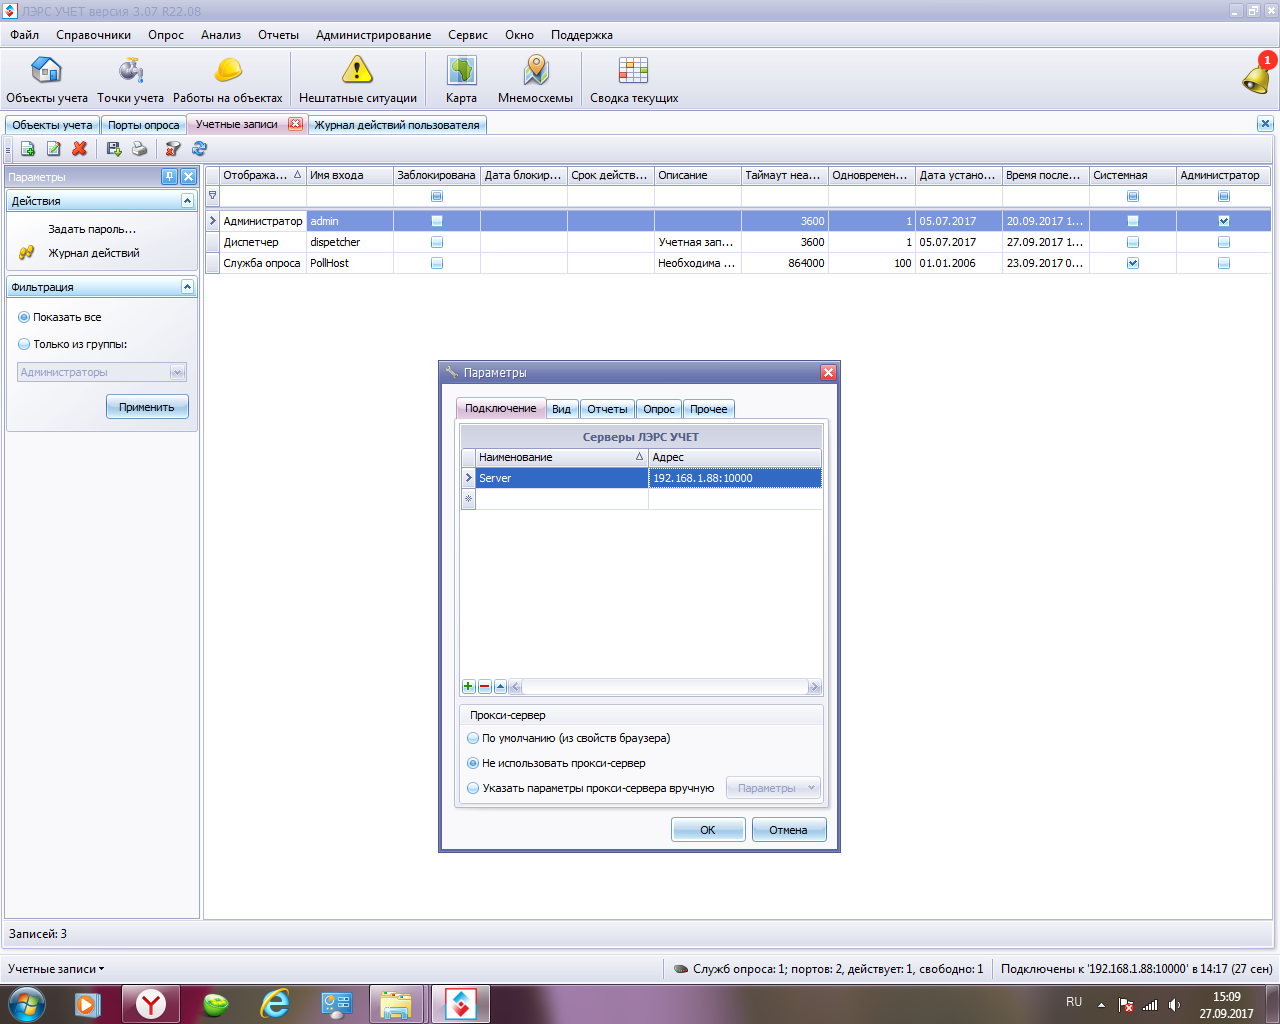 ЛЭРС УЧЕТ версия 3.07 R22.08
Файл Справочники Опрос Анализ Отчеты Администрирование Сервис Окно Поддержка
Объекты учета Точки учета Работы на объектах Нештатные ситуации Карта Мнемосхемы Сводка текущих
1
Объекты учета Порты опроса Учетные записи Журнал действий пользователя
Параметры
Действия
Задать пароль...
Журнал действий
Фильтрация
Показать все
Только из группы:
Администраторы
Применить
Отобража... Имя входа Заблокирована Дата блокир... Срок действ... Описание Таймаут неа... Одновремен... Дата устано... Время после... Системная Администратор
Администратор admin 3600 1 05.07.2017 20.09.2017 1...
Диспетчер dispetcher Учетная зап... 3600 1 05.07.2017 27.09.2017 1...
Служба опроса PollHost Необходима ... 864000 100 01.01.2006 23.09.2017 0...
Параметры
Подключение Вид Отчеты Опрос Прочее
Серверы ЛЭРС УЧЕТ
Наименование Адрес
Server 192.168.1.88:10000
Прокси-сервер
По умолчанию (из свойств браузера)
Не использовать прокси-сервер
Указать параметры прокси-сервера вручную Параметры
ОК Отмена
Записей: 3
Учетные записи Служб опроса: 1; портов: 2, действует: 1, свободно: 1 Подключены к '192.168.1.88:10000' в 14:17 (27 сен)
RU 15:09
27.09.2017